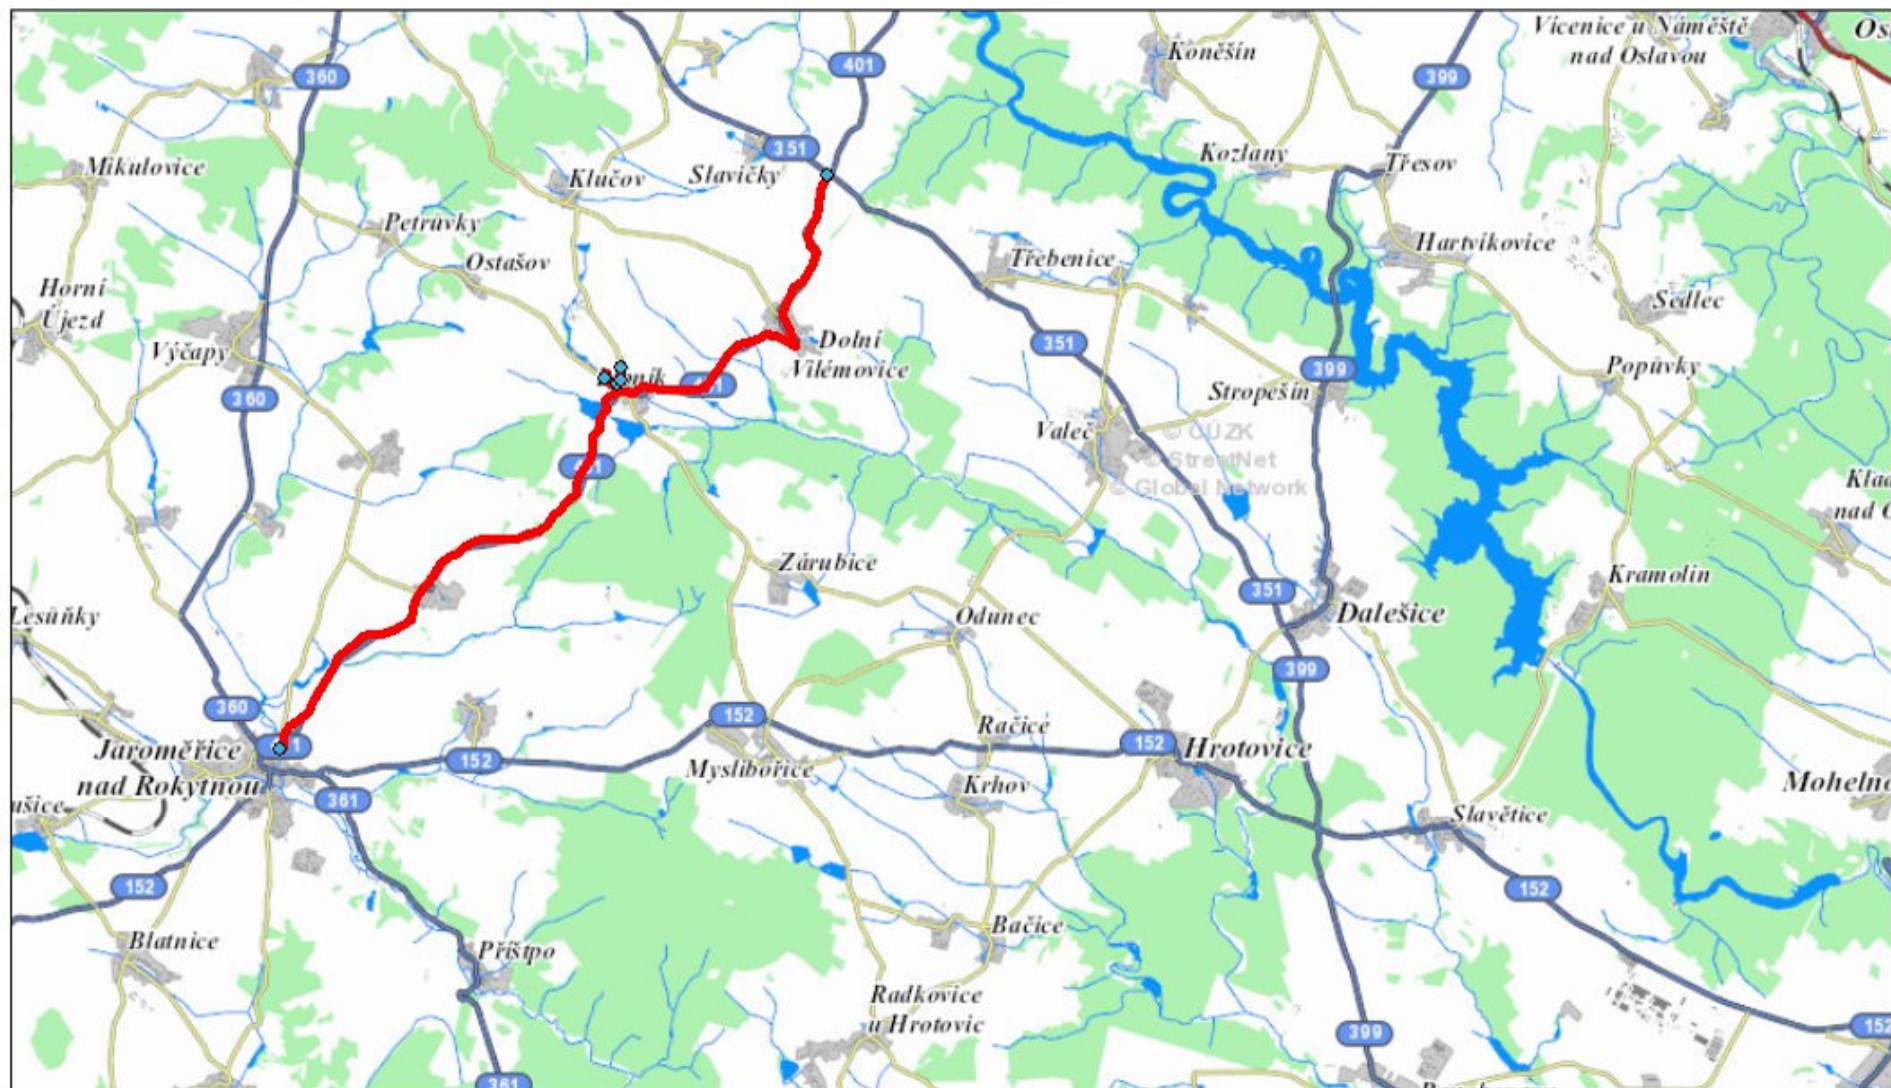 Vícenice u Náměště
nad Oslavou
Koněšín
401
360
399
351
Kozlany
Třesov
Mikulovice
Klučov
Slavičky
Petrůvky
Hartvíkovice
Ostašov
Třebenice
Horní
Újezd
Sedlec
Výčapy
351
Dolní
Vilémovice
Popůvky
399
360
Stropešín
Valeč
© ČÚZK
© StreetNet
© Global Network
Zárubice
Kramolín
351
Lesůňky
Odunec
Dalešice
399
360
152
Račice
152
Hrotovice
Jaroměřice
nad Rokytnou
152
Myslibořice
Krhov
Mohelno
361
Slavětice
152
152
Bačice
Blatnice
Příštpo
Radkovice
u Hrotovic
399
152
361